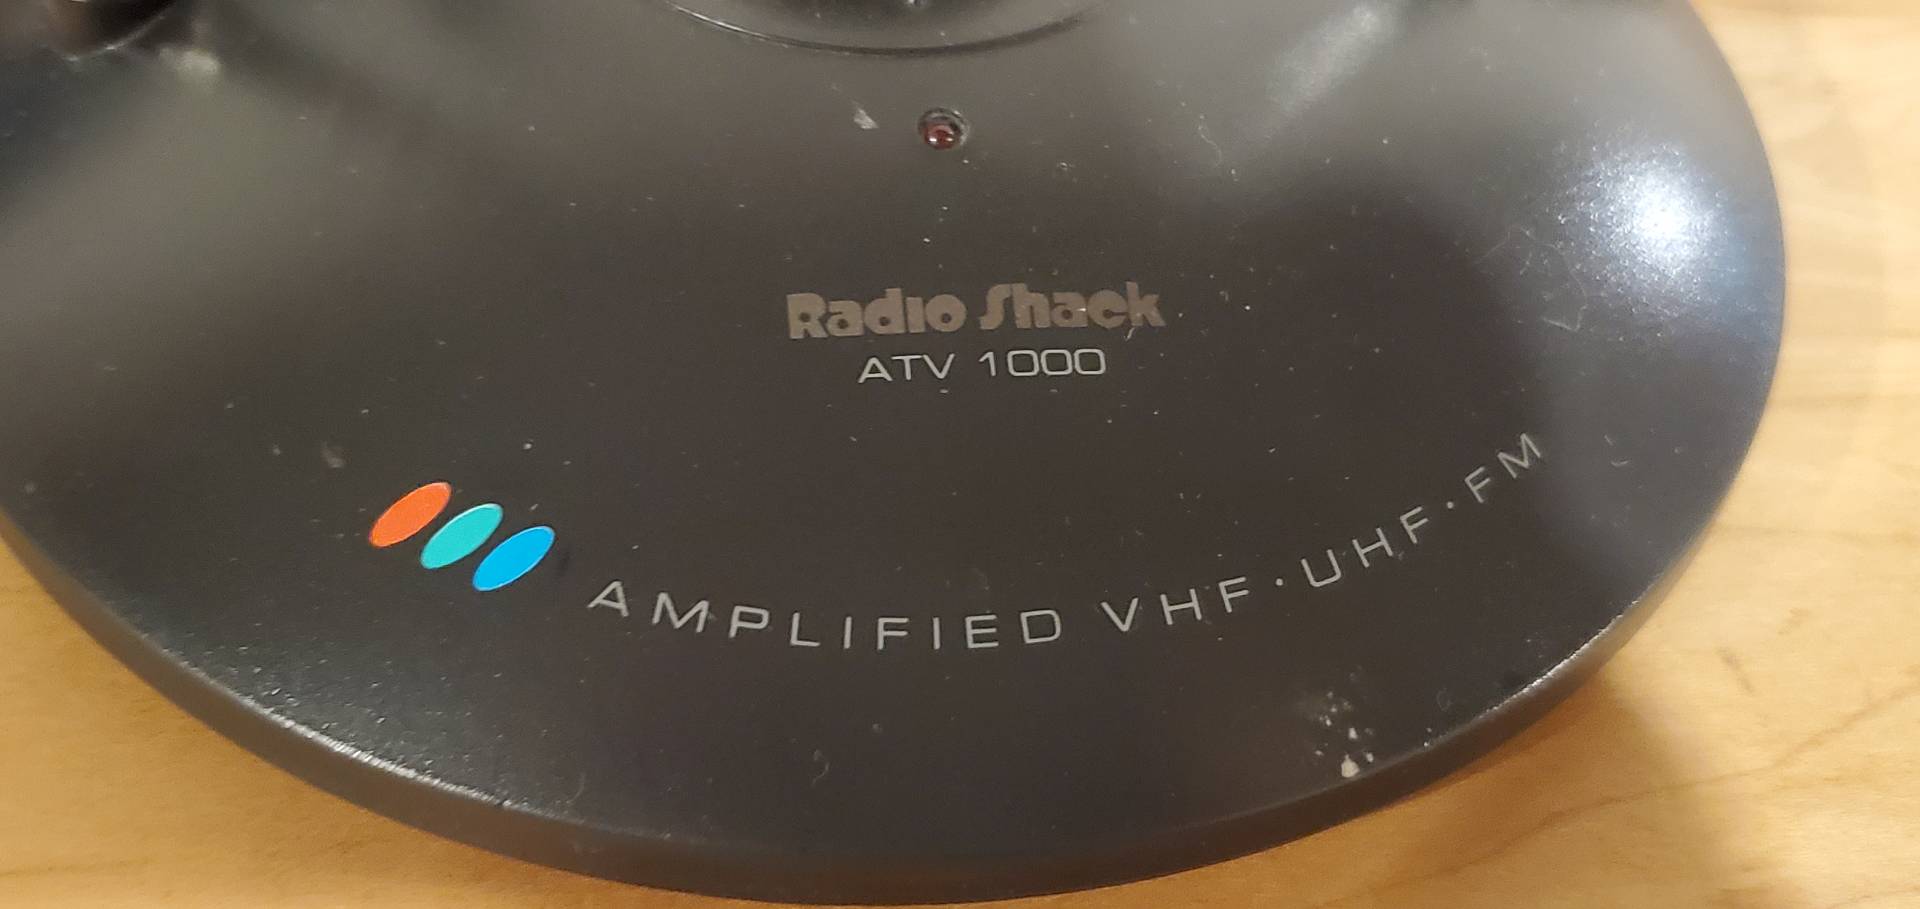 Radio Shack
ATV 1000
AMPLIFIED VHF · UHF · FM